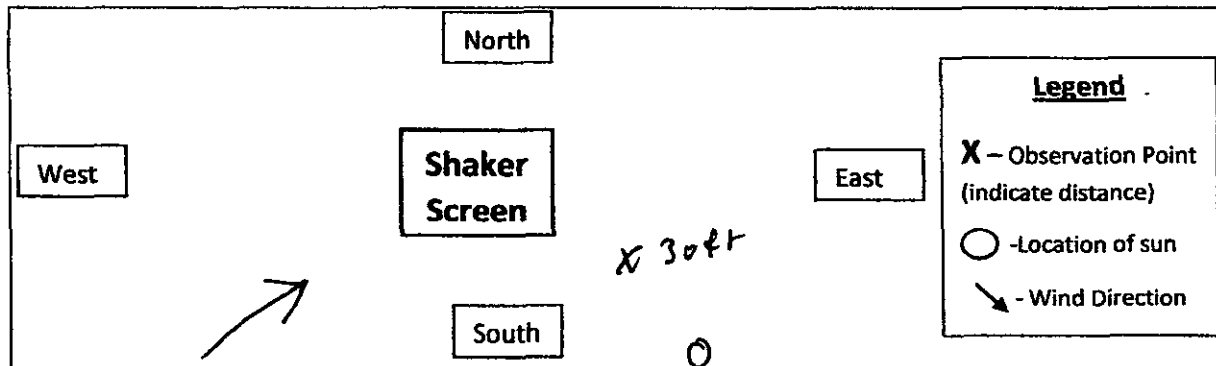 North
Legend
West
Shaker
Screen
East
X – Observation Point
(indicate distance)
-Location of sun
- Wind Direction
X 30ft
South